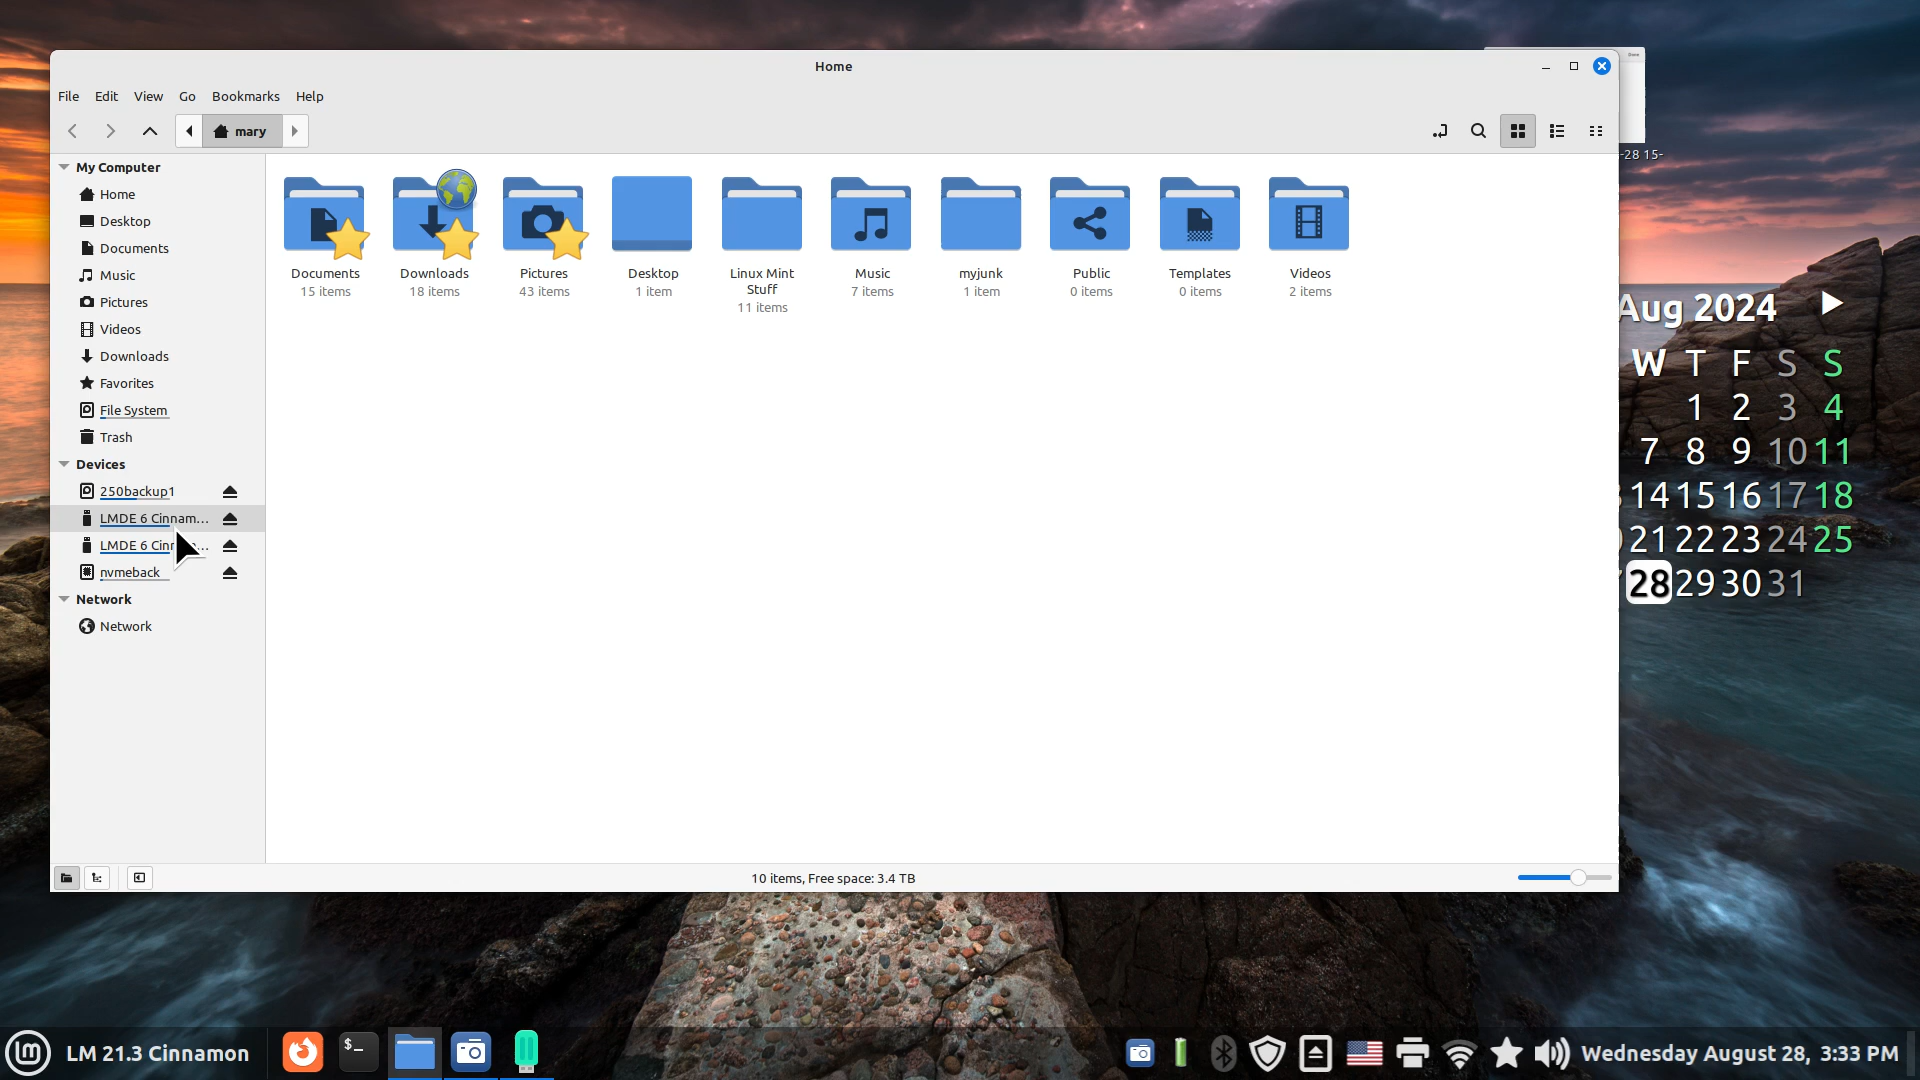 Home
File Edit View Go Bookmarks Help
mary
My Computer
Home
Desktop
Documents
Music
Pictures
Videos
Downloads
Favorites
File System
Trash
Devices
250backup1
LMDE 6 Cinnam...
LMDE 6
nvmeback
Network
Network
Documents
15 items
Downloads
18 items
Pictures
43 items
Desktop
1 item
Linux Mint
Stuff
11 items
Music
7 items
myjunk
1 item
Public
0 items
Templates
0 items
Videos
2 items
10 items, Free space: 3.4 TB
-28 15-
Aug 2024
W T F S S
1 2 3 4
7 8 9 10 11
14 15 16 17 18
21 22 23 24 25
28 29 30 31
LM 21.3 Cinnamon
$_
Wednesday August 28, 3:33 PM